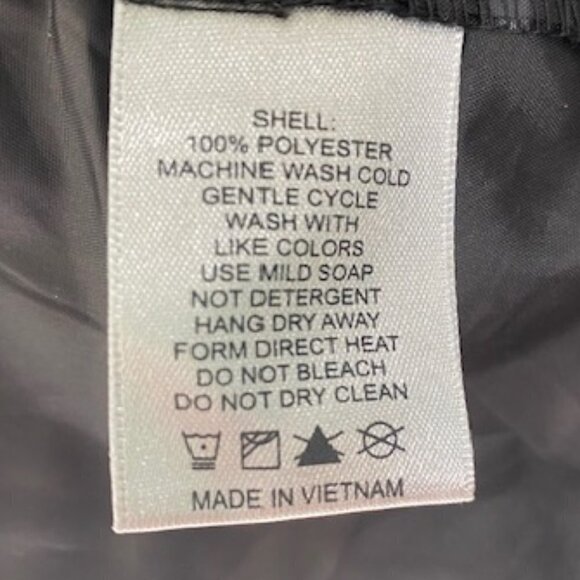 SHELL:
100% POLYESTER
MACHINE WASH COLD
GENTLE CYCLE
WASH WITH
LIKE COLORS
USE MILD SOAP
NOT DETERGENT
HANG DRY AWAY
FORM DIRECT HEAT
DO NOT BLEACH
DO NOT DRY CLEAN
MADE IN VIETNAM